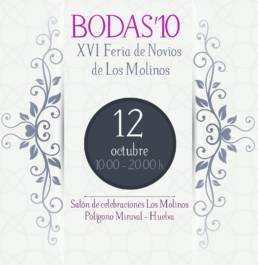 BODAS'10
XVI Feria de Novios
de Los Molinos
12
octubre
10:00 - 20:00 h
Salón de celebraciones Los Molinos
Polígono Miraval - Huelva